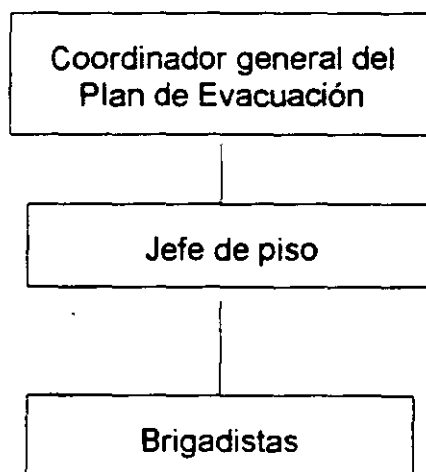 Coordinador general del
Plan de Evacuación
Jefe de piso
Brigadistas